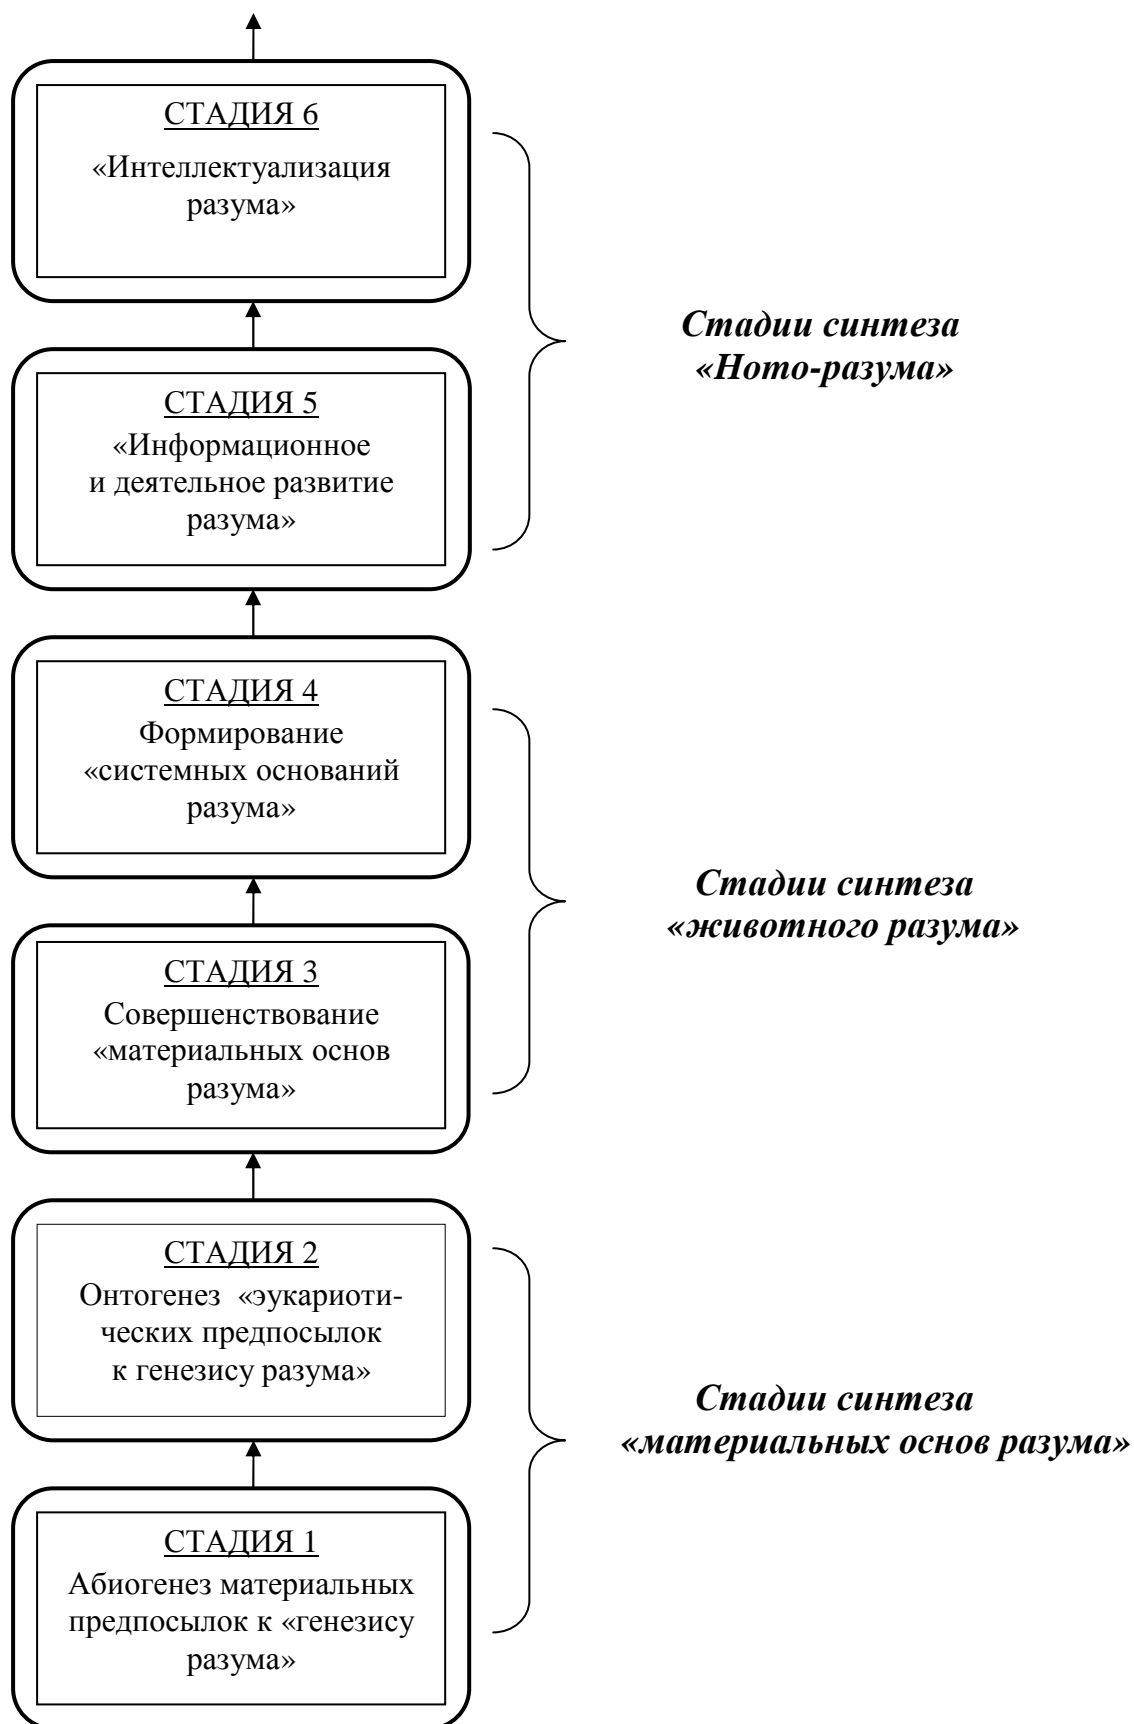 СТАДИЯ 6
«Интеллектуализация
разума»
Стадии синтеза
«Homo-разума»
СТАДИЯ 5
«Информационное
и деятельное развитие
разума»
СТАДИЯ 4
Формирование
«системных оснований
разума»
Стадии синтеза
«животного разума»
СТАДИЯ 3
Совершенствование
«материальных основ
разума»
СТАДИЯ 2
Онтогенез «эукариоти-
ческих предпосылок
к генезису разума»
Стадии синтеза
«материальных основ разума»
СТАДИЯ 1
Абиогенез материальных
предпосылок к «генезису
разума»